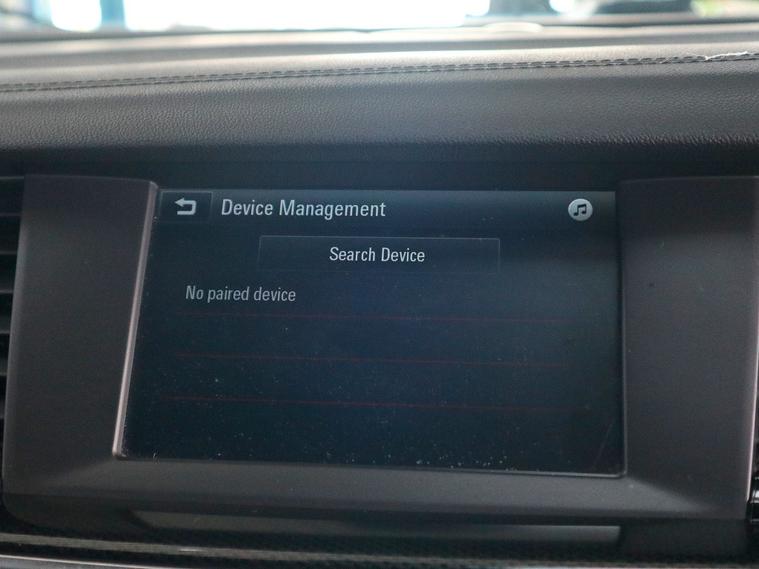 Device Management
Search Device
No paired device